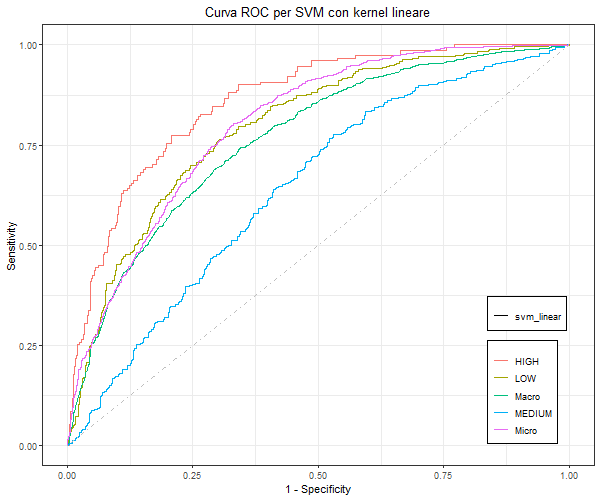 Curva ROC per SVM con kernel lineare
1.00
0.75
0.50
0.25
0.00
Sensitivity
svm_linear
HIGH
LOW
Macro
MEDIUM
Micro
0.00 0.25 0.50 0.75 1.00
1 - Specificity